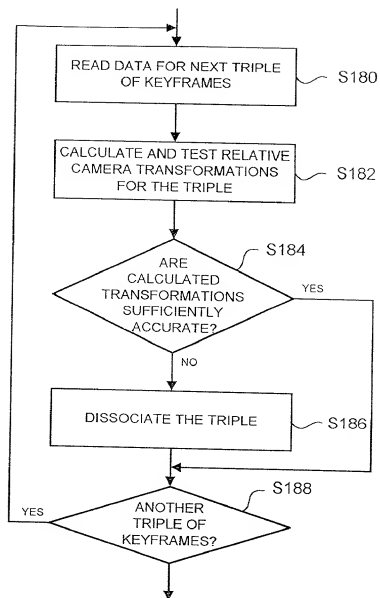 READ DATA FOR NEXT TRIPLE
OF KEYFRAMES
S180
CALCULATE AND TEST RELATIVE
CAMERA TRANSFORMATIONS
FOR THE TRIPLE
S182
S184
ARE
CALCULATED
TRANSFORMATIONS
SUFFICIENTLY
ACCURATE?
YES
NO
DISSOCIATE THE TRIPLE
S186
S188
YES
ANOTHER
TRIPLE OF
KEYFRAMES?